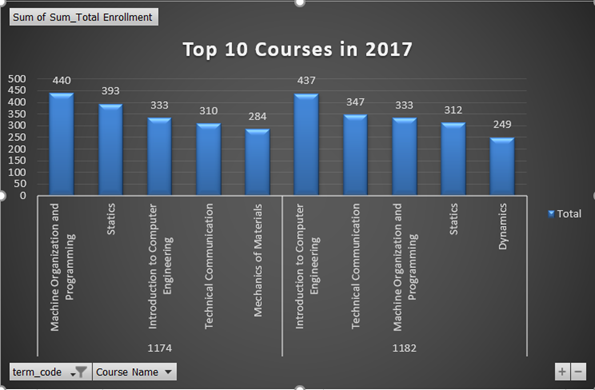 Sum of Sum_Total Enrollment
Top 10 Courses in 2017
500
450
400
350
300
250
200
150
100
50
0
440
393
333
310
284
437
347
333
312
249
Machine Organization and
Programming
Statics
Introduction to Computer
Engineering
Technical Communication
Mechanics of Materials
Introduction to Computer
Engineering
Technical Communication
Machine Organization and
Programming
Statics
Dynamics
1174
1182
Total
term_code
Course Name
+ −